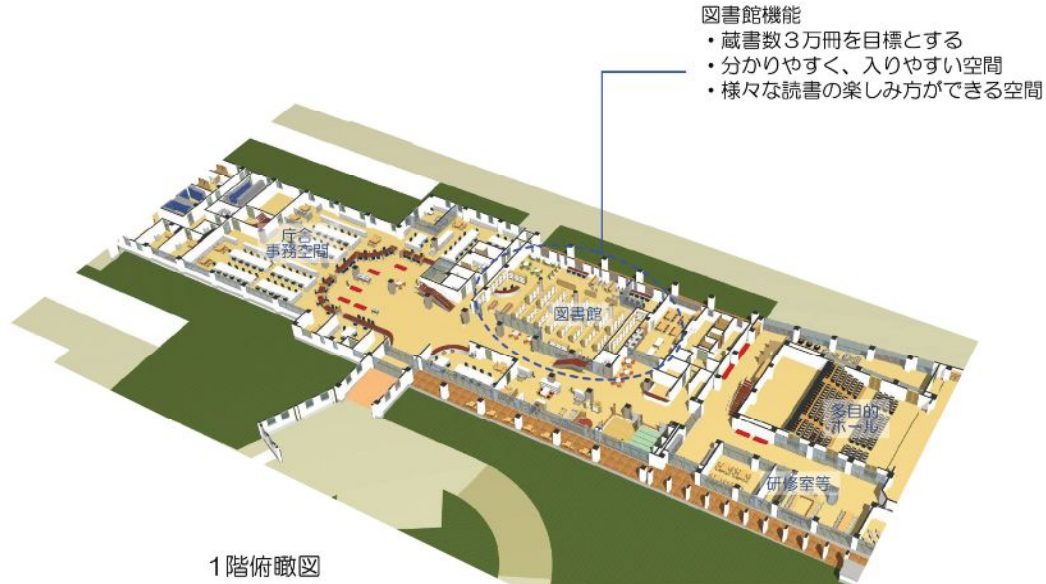 図書館機能
・蔵書数３万冊を目標とする
・分かりやすく、入りやすい空間
・様々な読書の楽しみ方ができる空間
庁舎
事務空間
図書館
多目的
ホール
研修室等
１階俯瞰図